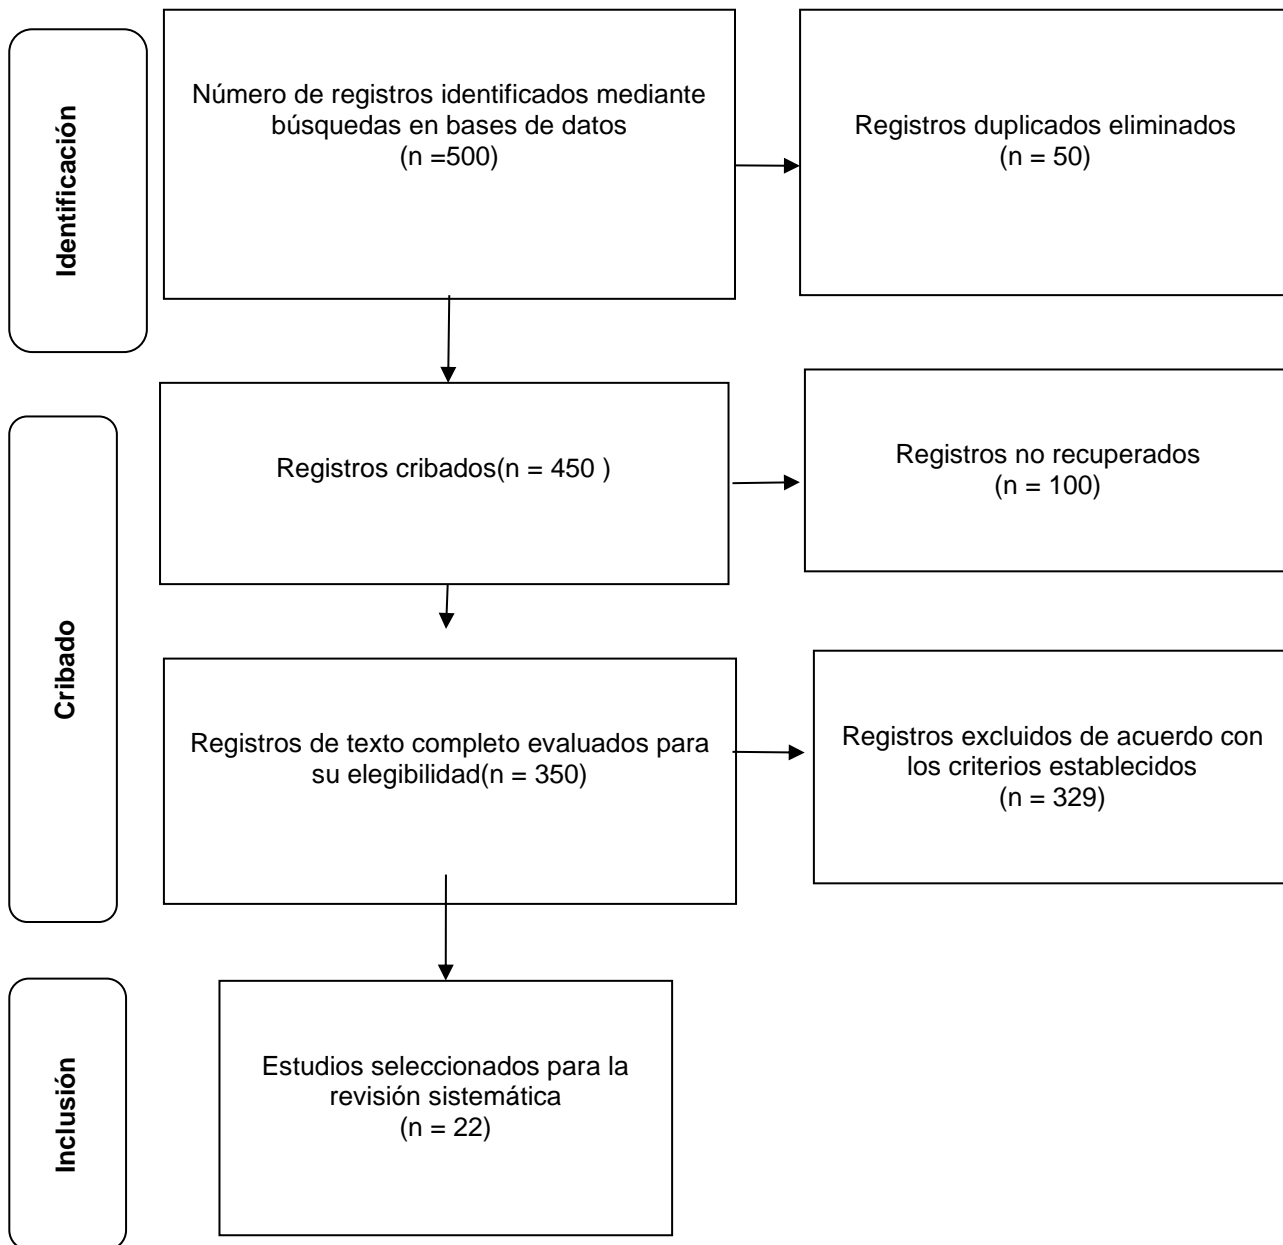 Identificación
Número de registros identificados mediante
búsquedas en bases de datos
(n =500)
Registros duplicados eliminados
(n = 50)
Cribado
Registros cribados(n = 450 )
Registros no recuperados
(n = 100)
Registros de texto completo evaluados para
su elegibilidad(n = 350)
Registros excluidos de acuerdo con
los criterios establecidos
(n = 329)
Inclusión
Estudios seleccionados para la
revisión sistemática
(n = 22)